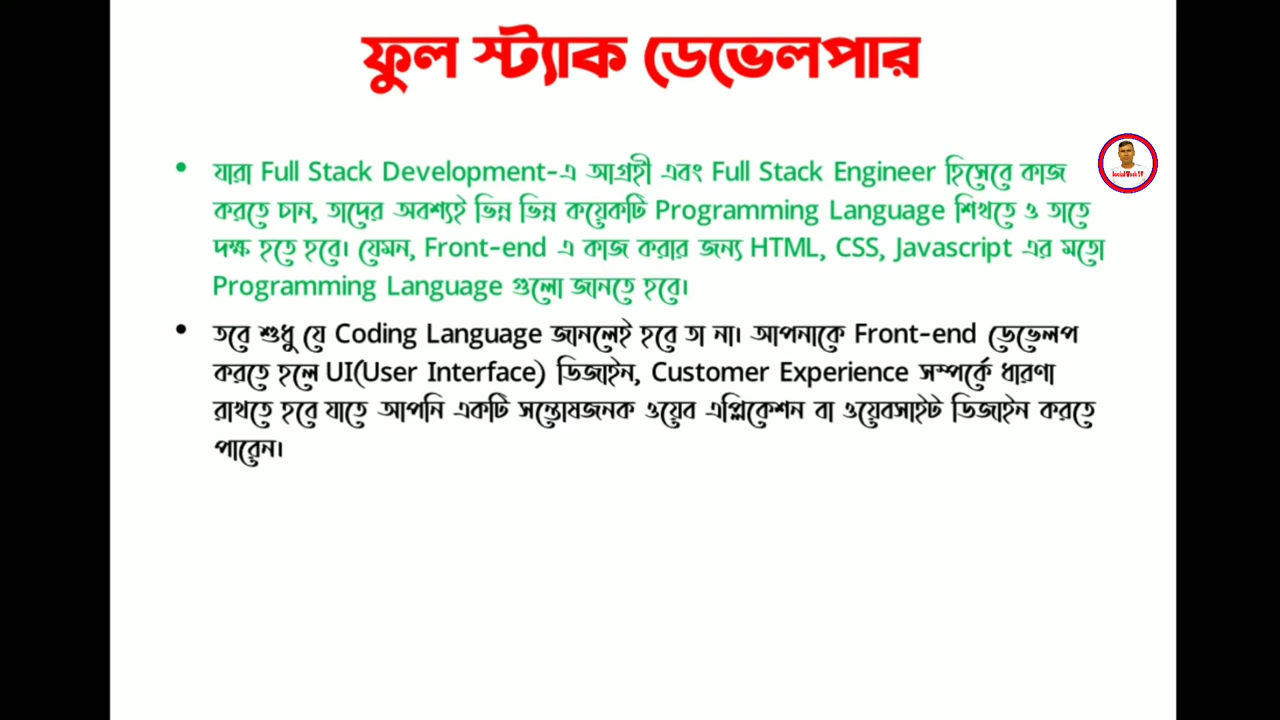 ফুল স্ট্যাক ডেভেলপার
• যারা Full Stack Development-এ আগ্রহী এবং Full Stack Engineer হিসেবে কাজ
করতে চান, তাদের অবশ্যই ভিন্ন ভিন্ন কয়েকটি Programming Language শিখতে ও তাতে
দক্ষ হতে হবে। যেমন, Front-end এ কাজ করার জন্য HTML, CSS, Javascript এর মতো
Programming Language গুলো জানতে হবে।
• তবে শুধু যে Coding Language জানলেই হবে তা না। আপনাকে Front-end ডেভেলপ
করতে হলে UI(User Interface) ডিজাইন, Customer Experience সম্পর্কে ধারণা
রাখতে হবে যাতে আপনি একটি সন্তোষজনক ওয়েব এপ্লিকেশন বা ওয়েবসাইট ডিজাইন করতে
পারেন।